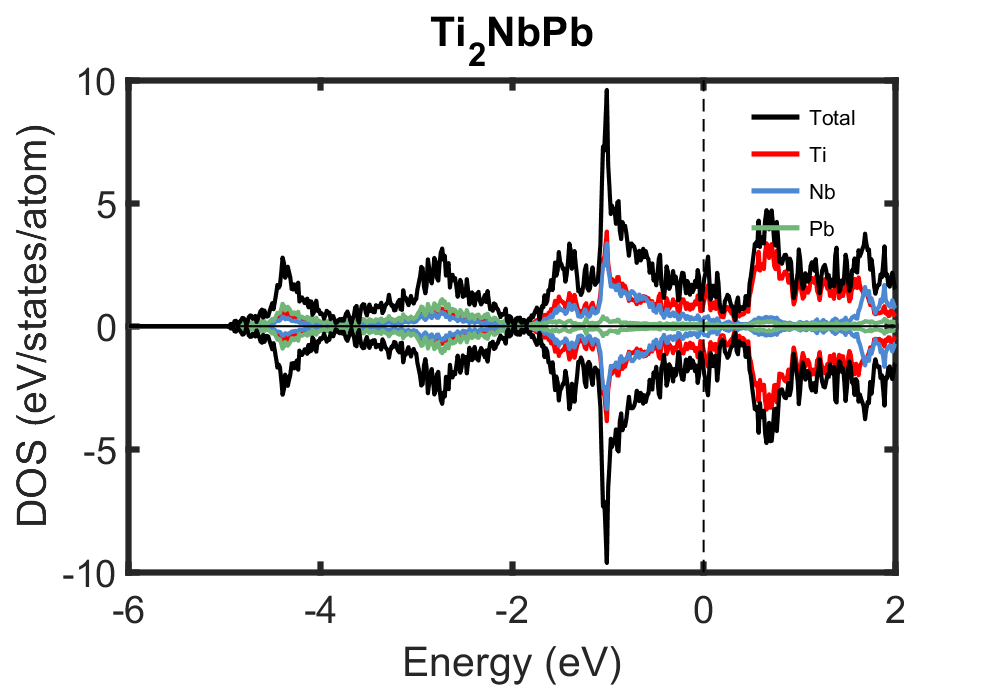 Ti2NbPb
10
5
0
-5
-10
DOS (eV/states/atom)
Total
Ti
Nb
Pb
-6 -4 -2 0 2
Energy (eV)